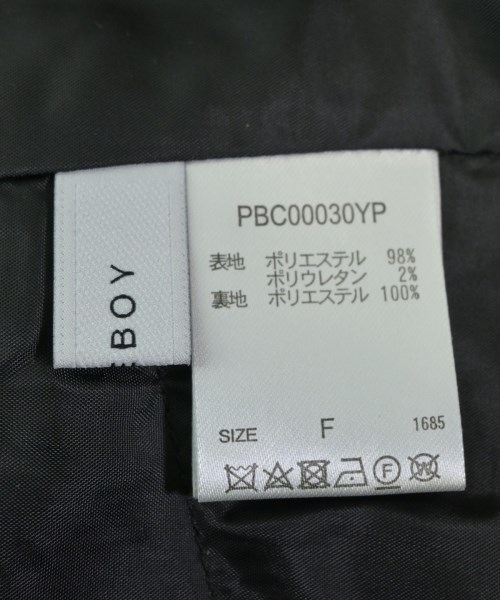 EBOY
PBC00030YP
表地 ポリエステル 98%
ポリウレタン 2%
裏地 ポリエステル 100%
SIZE F 1685
F W